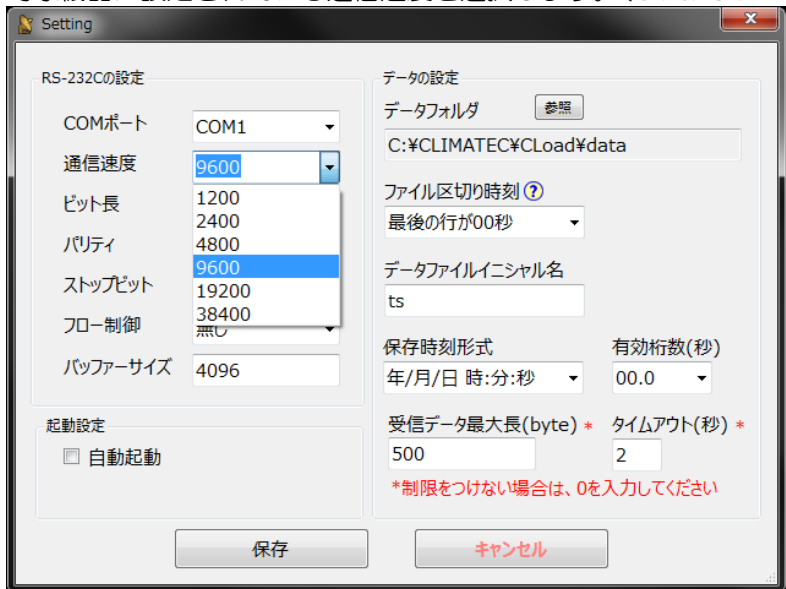 Setting
RS-232Cの設定
COMポート
COM1
通信速度
9600
ビット長
1200
2400
パリティ
4800
9600
ストップビット
19200
38400
フロー制御
無し
バッファーサイズ
4096
起動設定
自動起動
データの設定
データフォルダ
参照
C:¥CLIMATEC¥CLoad¥data
ファイル区切り時刻 ?
最後の行が00秒
データファイルイニシャル名
ts
保存時刻形式
有効桁数(秒)
年/月/日 時:分:秒
00.0
受信データ最大長(byte) *
タイムアウト(秒) *
500
2
*制限をつけない場合は、0を入力してください
保存
キャンセル